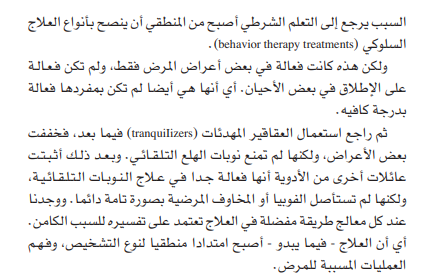 السبب يرجع إلى التعلم الشرطي أصبح من المنطقي أن ينصح بأنواع العلاج
السلوكي (behavior therapy treatments).
ولكن هذه كانت فعالة في بعض أعراض المرض فقط، ولم تكن فعالة
على الإطلاق في بعض الأحيان. أي أنها هي أيضا لم تكن بمفردها فعالة
بدرجة كافيه.
ثم راجع استعمال العقاقير المهدئات (tranquilizers) فيما بعد، فخففت
بعض الأعراض، ولكنها لم تمنع نوبات الهلع التلقائي. وبعد ذلك أثبتت
عائلات أخرى من الأدوية أنها فعالة جدا في علاج النوبات التلقائية،
ولكنها لم تستأصل الفوبيا أو المخاوف المرضية بصورة تامة دائما. ووجدنا
عند كل معالج طريقة مفضلة في العلاج تعتمد على تفسيره للسبب الكامن.
أي أن العلاج - فيما يبدو - أصبح امتدادا منطقيا لنوع التشخيص، وفهم
العمليات المسببة للمرض.